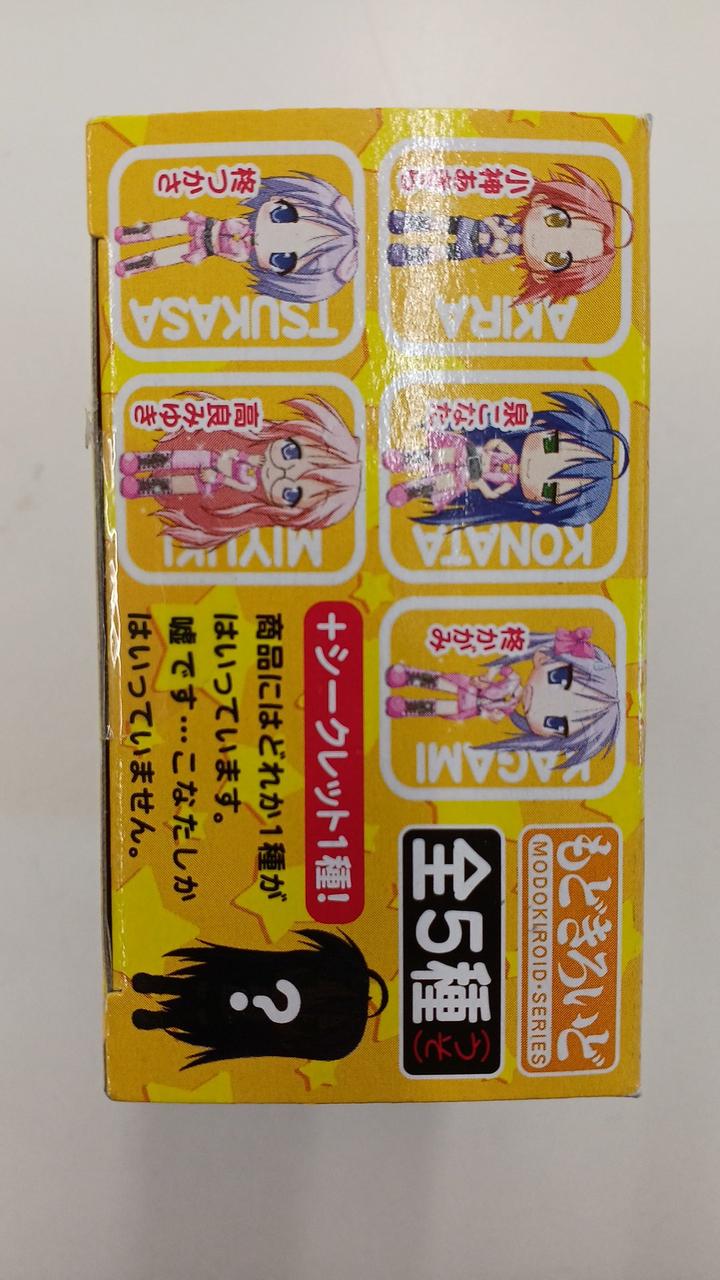 AKIRA
小神あきら
KONATA
泉こなた
KAGAMI
柊かがみ
もどきろいど
MODOKI.ROID・SERIES
全5種(うそ)
TSUKASA
柊つかさ
MIYUKI
高良みゆき
+シークレット1種!
商品にはどれか1種が
はいっています。
嘘です…こなたしか
はいっていません。
?